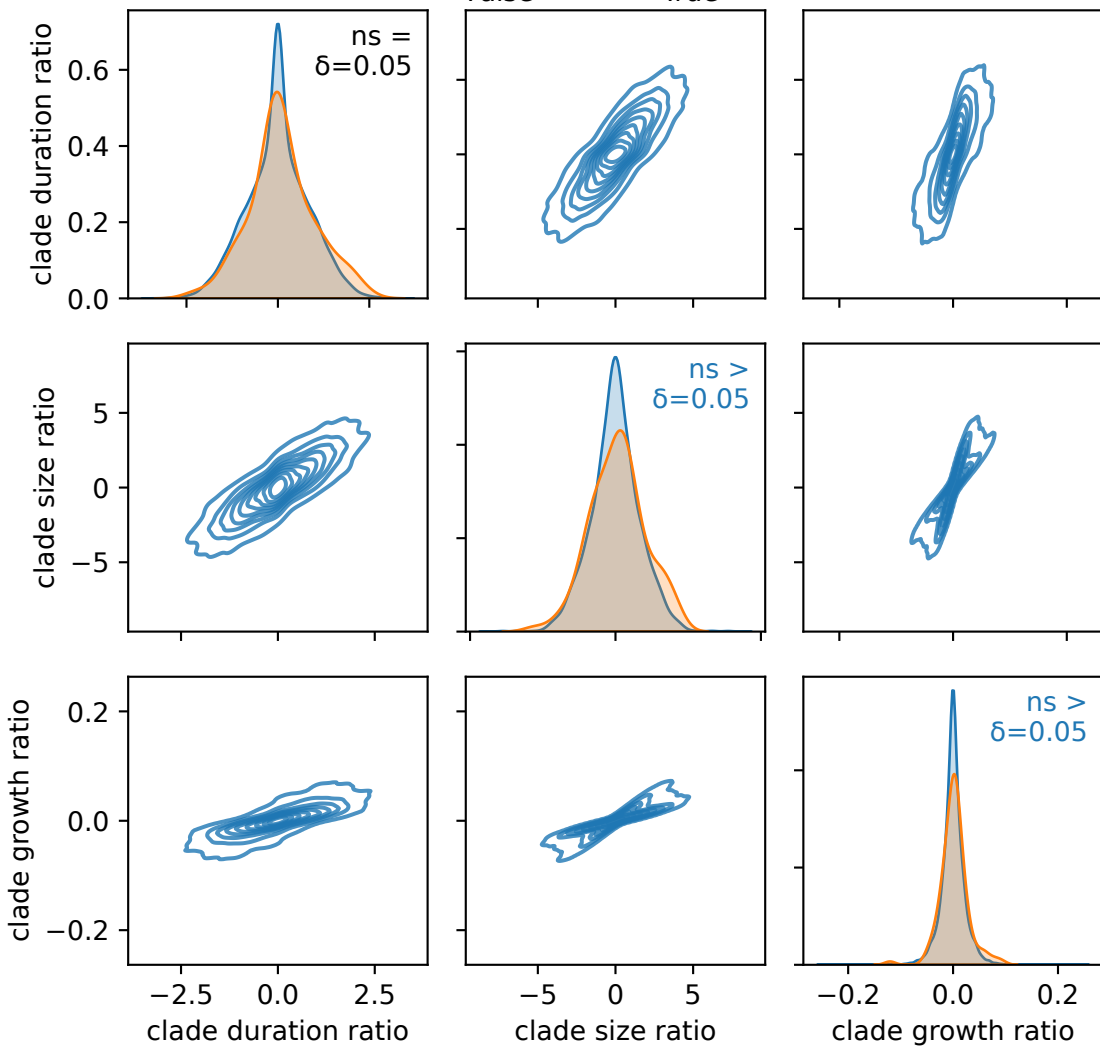 clade duration ratio
0.6
0.4
0.2
0.0
ns =
δ=0.05
clade size ratio
5
0
−5
ns >
δ=0.05
clade growth ratio
0.2
0.0
−0.2
ns >
δ=0.05
−2.5 0.0 2.5
−5 0 5
−0.2 0.0 0.2
clade duration ratio
clade size ratio
clade growth ratio